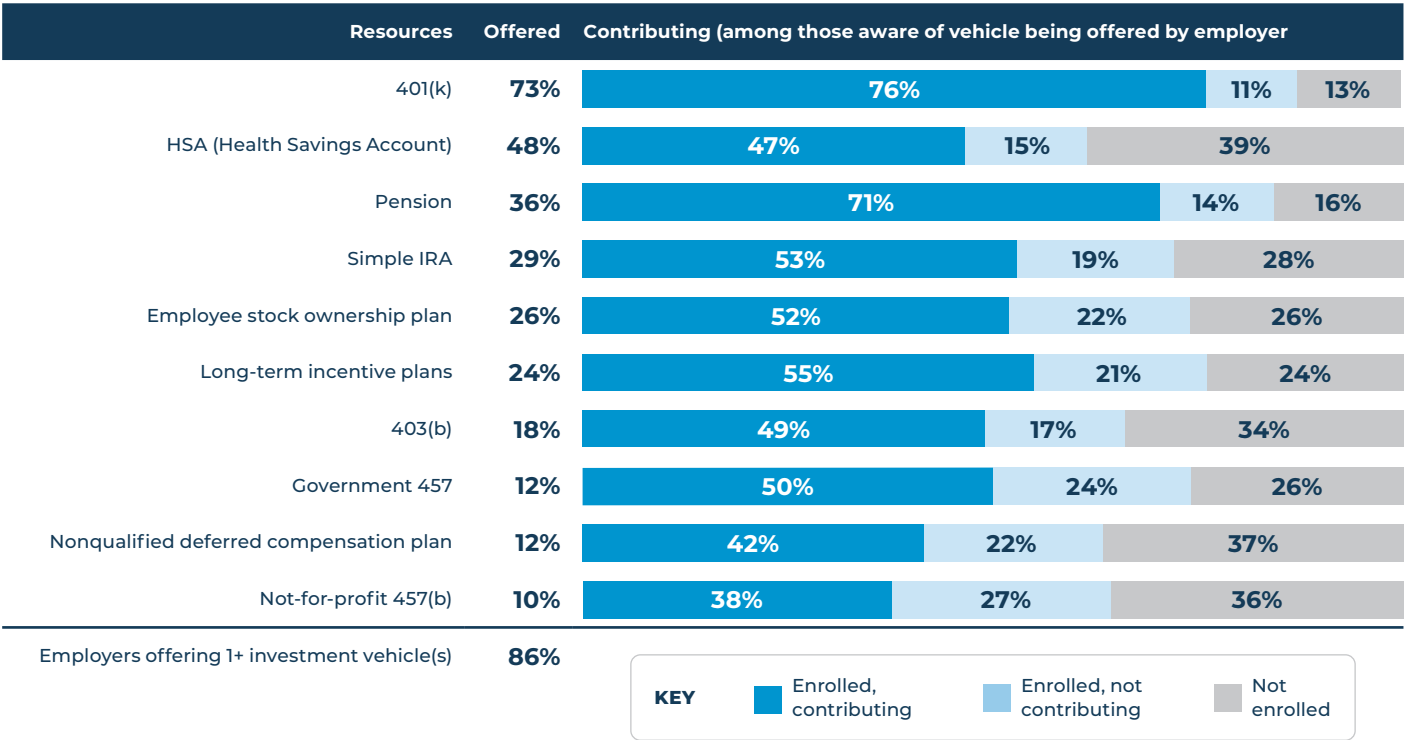 Resources Offered Contributing (among those aware of vehicle being offered by employer
401(k) 73% 76% 11% 13%
HSA (Health Savings Account) 48% 47% 15% 39%
Pension 36% 71% 14% 16%
Simple IRA 29% 53% 19% 28%
Employee stock ownership plan 26% 52% 22% 26%
Long-term incentive plans 24% 55% 21% 24%
403(b) 18% 49% 17% 34%
Government 457 12% 50% 24% 26%
Nonqualified deferred compensation plan 12% 42% 22% 37%
Not-for-profit 457(b) 10% 38% 27% 36%
Employers offering 1+ investment vehicle(s) 86%
KEY
Enrolled,
contributing
Enrolled, not
contributing
Not
enrolled